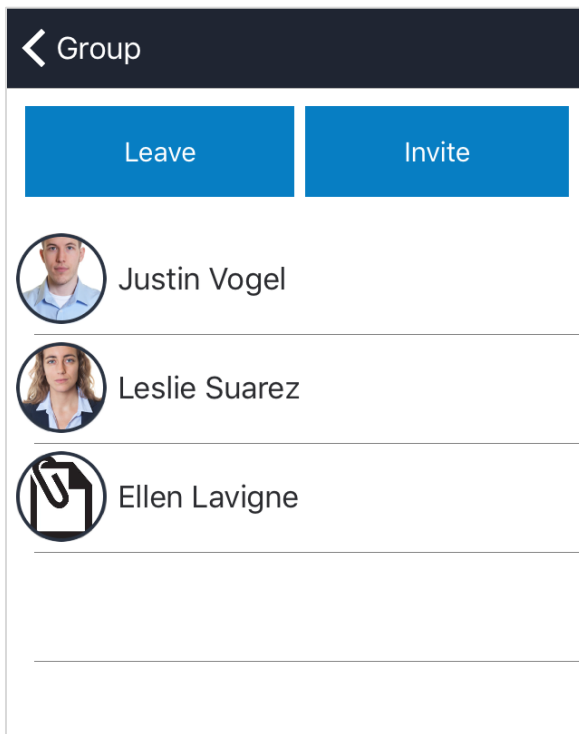 Group
Leave Invite
Justin Vogel
Leslie Suarez
Ellen Lavigne